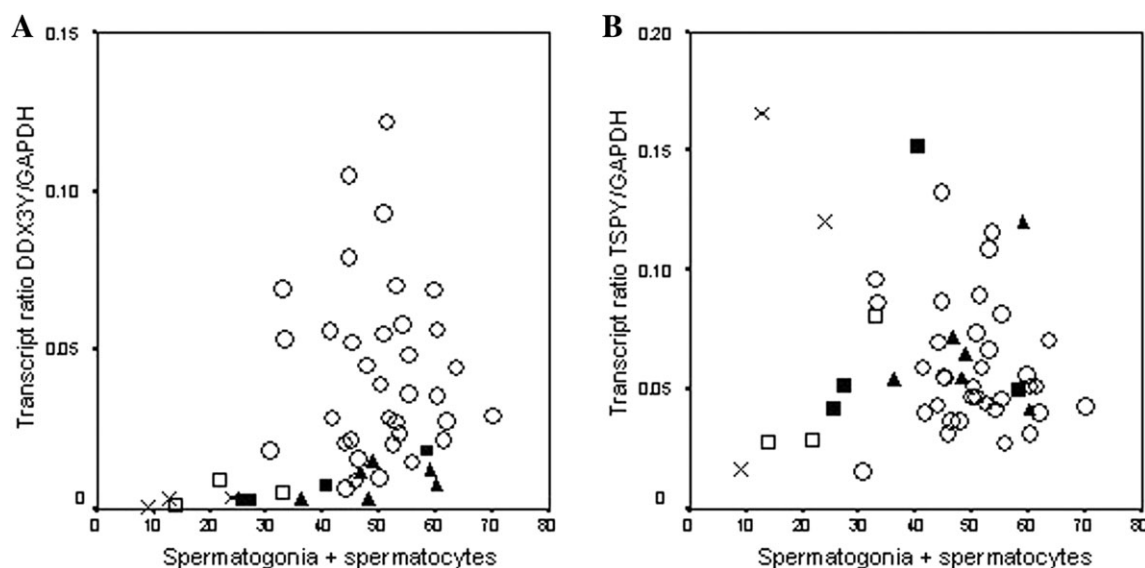 A
B
Transcript ratio DDX3Y/GAPDH
0.15
0.10
0.05
0
0 10 20 30 40 50 60 70 80
Spermatogonia + spermatocytes
Transcript ratio TSPY/GAPDH
0.20
0.15
0.10
0.05
0
0 10 20 30 40 50 60 70 80
Spermatogonia + spermatocytes